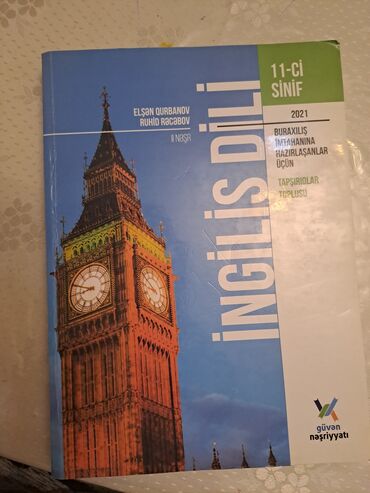 ELŞƏN QURBANOV
RUHİD RƏCƏBOV
II NƏŞR
İNGİLİS DİLİ
11-Cİ
SİNİF
2021
BURAXILIŞ
İMTAHANINA
HAZIRLAŞANLAR
ÜÇÜN
TAPŞIRIQLAR
TOPLUSU
güvən
nəşriyyatı